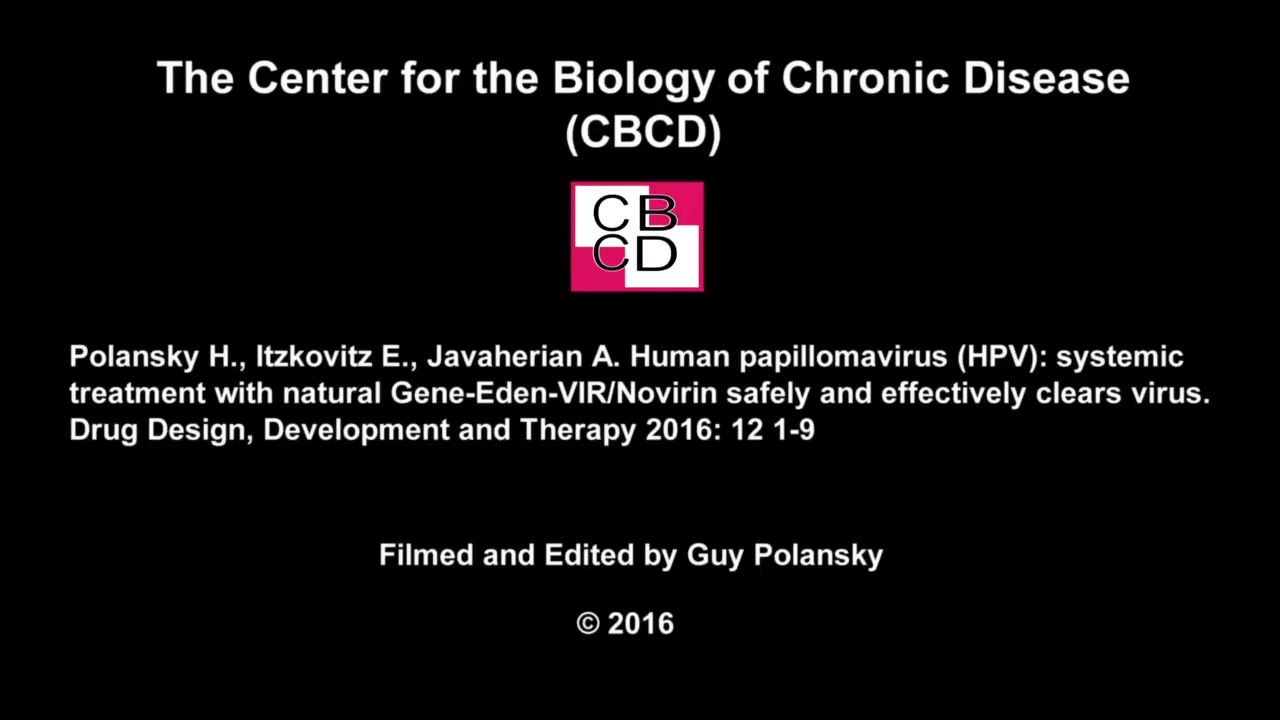 The Center for the Biology of Chronic Disease
(CBCD)
CB
CD
Polansky H., Itzkovitz E., Javaherian A. Human papillomavirus (HPV): systemic
treatment with natural Gene-Eden-VIR/Novirin safely and effectively clears virus.
Drug Design, Development and Therapy 2016: 12 1-9
Filmed and Edited by Guy Polansky
© 2016